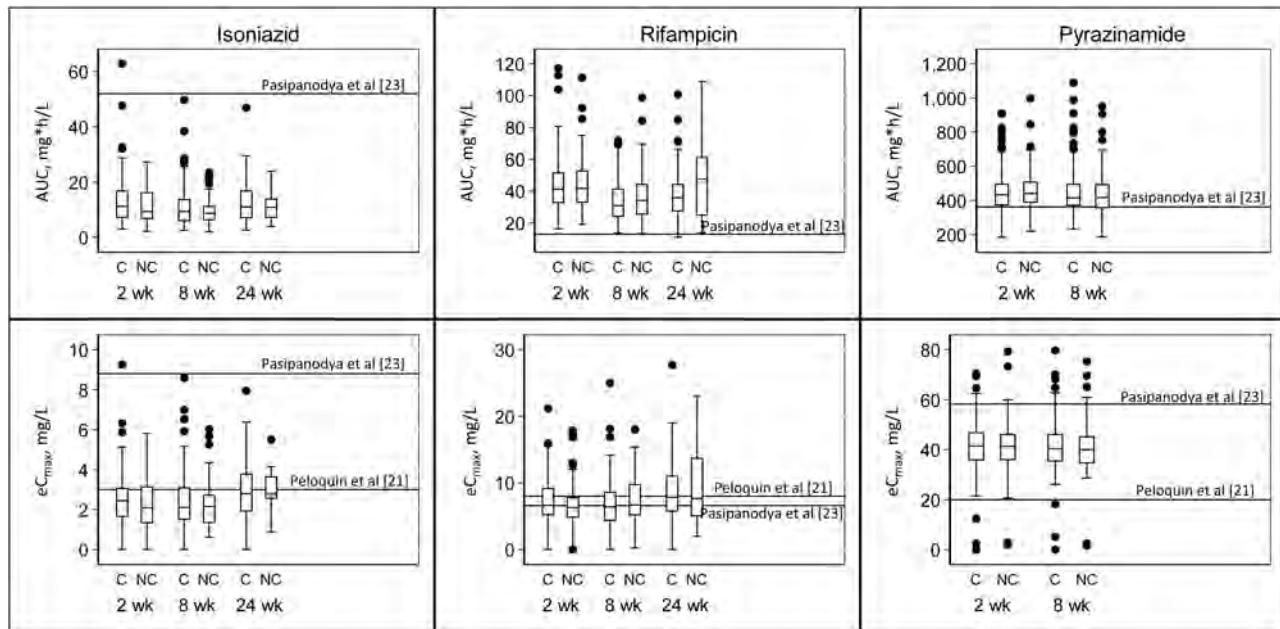 Isoniazid
AUC, mg*h/L
60
40
20
0
Pasipanodya et al [23]
C NC C NC C NC
2 wk 8 wk 24 wk
Rifampicin
AUC, mg*h/L
120
100
80
60
40
20
Pasipanodya et al [23]
C NC C NC C NC
2 wk 8 wk 24 wk
Pyrazinamide
AUC, mg*h/L
1,200
1,000
800
600
400
200
Pasipanodya et al [23]
C NC C NC
2 wk 8 wk
eCmax, mg/L
10
8
6
4
2
0
Pasipanodya et al [23]
Peloquin et al [21]
C NC C NC C NC
2 wk 8 wk 24 wk
eCmax, mg/L
30
20
10
0
Peloquin et al [21]
Pasipanodya et al [23]
C NC C NC C NC
2 wk 8 wk 24 wk
eCmax, mg/L
80
60
40
20
0
Pasipanodya et al [23]
Peloquin et al [21]
C NC C NC
2 wk 8 wk